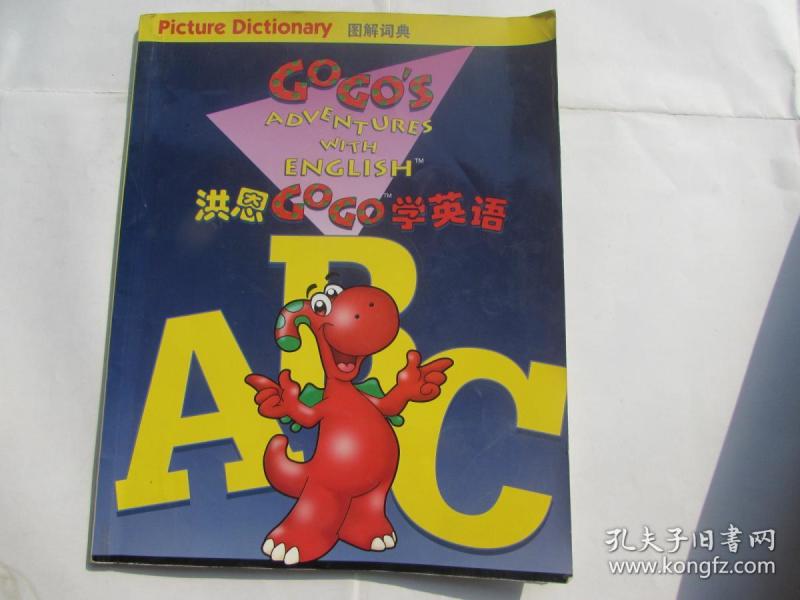 Picture Dictionary 图解词典
GOGO'S
ADVENTURES
WITH
ENGLISH™
洪恩GOGO™学英语
ABC
孔夫子旧書网
www.kongfz.com